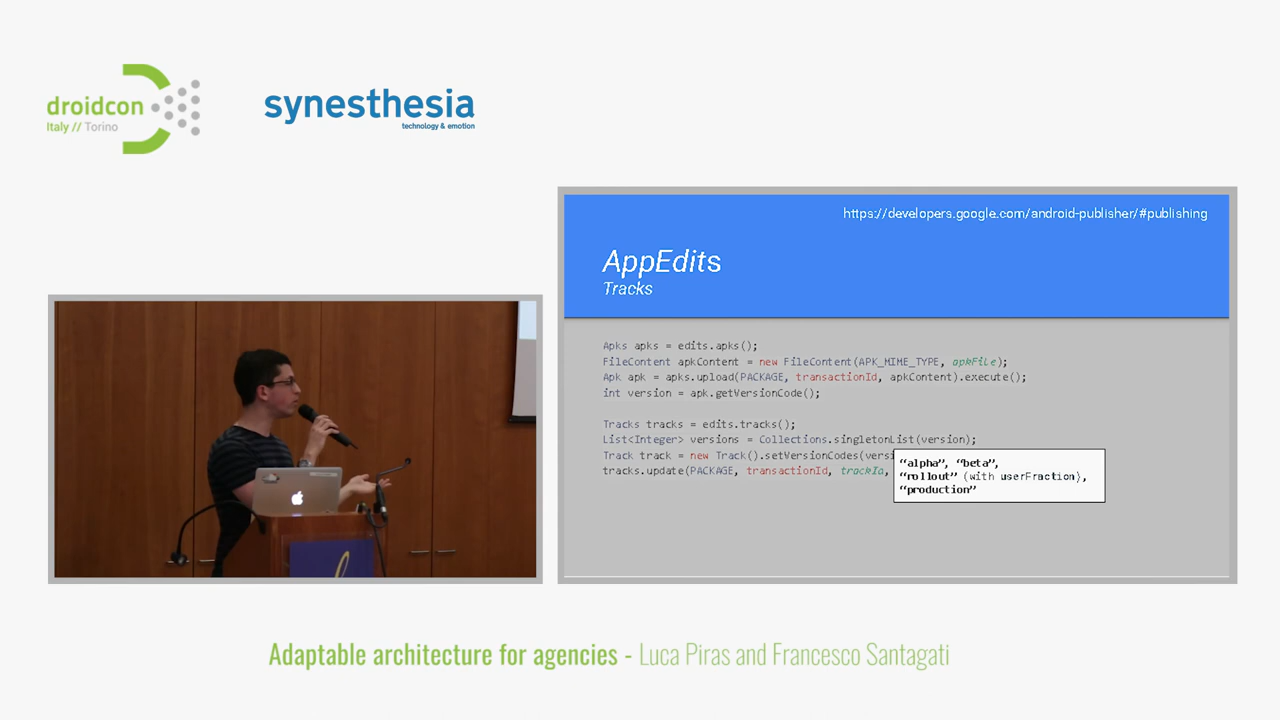 droidcon
Italy // Torino
synesthesia
technology & emotion
https://developers.google.com/android-publisher/#publishing
AppEdits
Tracks
Apks apks = edits.apks();
FileContent apkContent = new FileContent(APK_MIME_TYPE, apkFile);
Apk apk = apks.upload(PACKAGE, transactionId, apkContent).execute();
int version = apk.getVersionCode();
Tracks tracks = edits.tracks();
List<Integer> versions = Collections.singletonList(version);
Track track = new Track().setVersionCodes(versi
tracks.update(PACKAGE, transactionId, trackId,
“alpha”, “beta”,
“rollout” (with userFraction),
“production”
Adaptable architecture for agencies - Luca Piras and Francesco Santagati